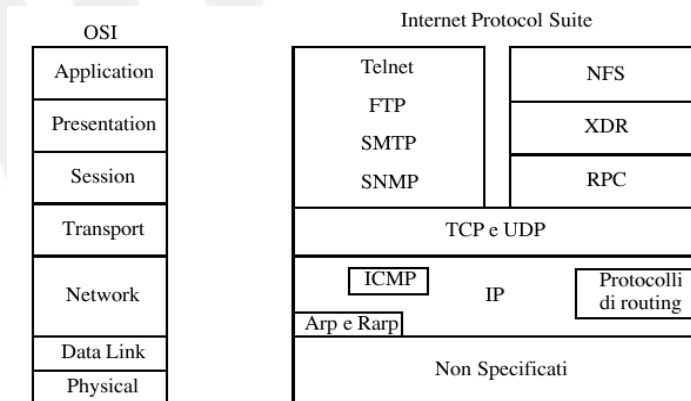 OSI
Application
Presentation
Session
Transport
Network
Data Link
Physical
Internet Protocol Suite
Telnet
FTP
SMTP
SNMP
NFS
XDR
RPC
TCP e UDP
ICMP
IP
Protocolli
di routing
Arp e Rarp
Non Specificati